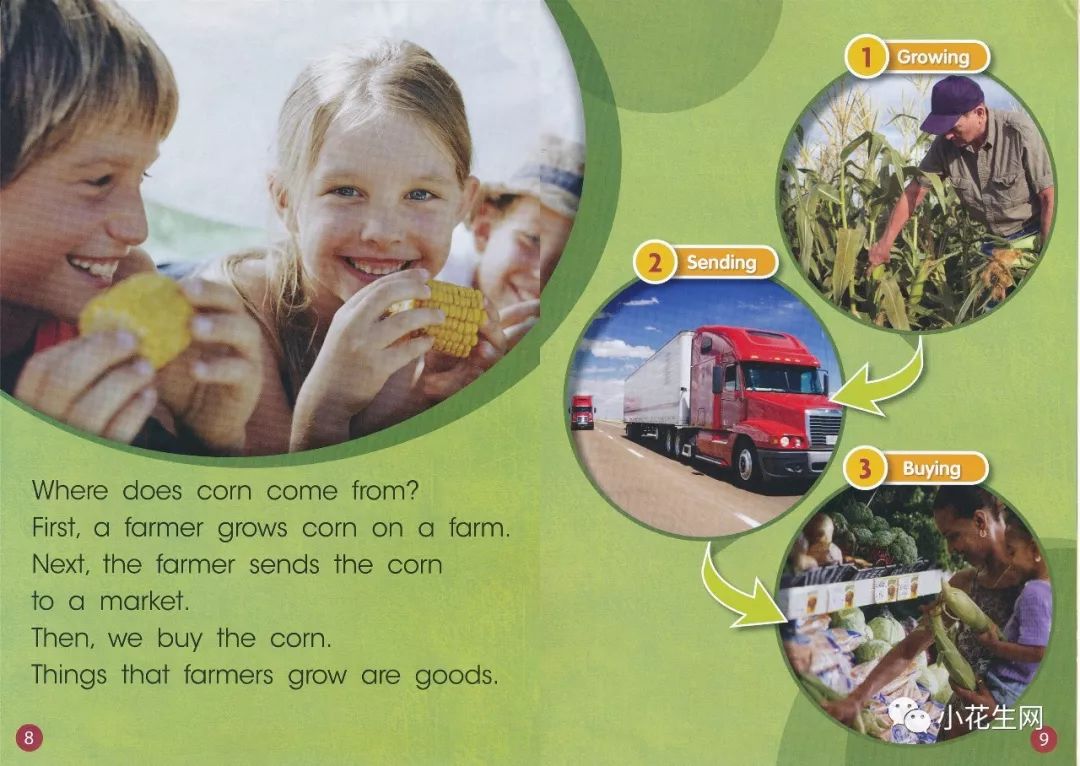 Where does corn come from?
First, a farmer grows corn on a farm.
Next, the farmer sends the corn
to a market.
Then, we buy the corn.
Things that farmers grow are goods.
8
1 Growing
2 Sending
3 Buying
小花生网
9